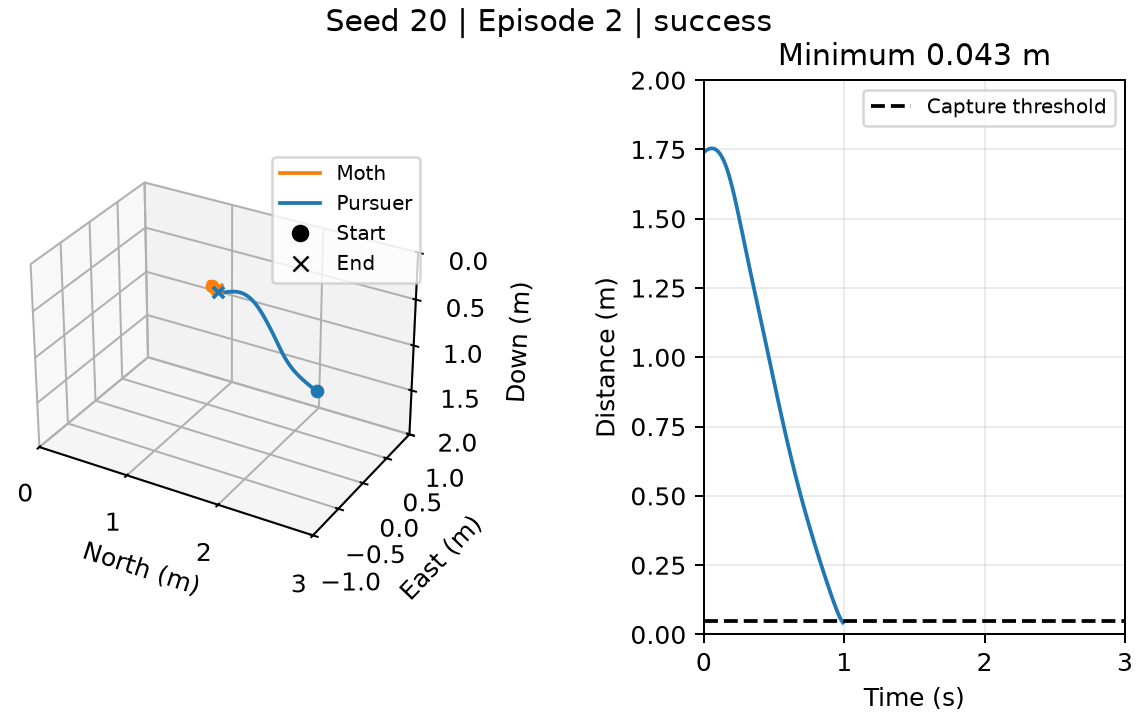 Seed 20 | Episode 2 | success
Moth
Pursuer
Start
End
0.0
0.5
1.0
1.5
2.0
Down (m)
0
1
2
3
North (m)
−1.0
−0.5
0.0
0.5
1.0
East (m)
Minimum 0.043 m
Capture threshold
2.00
1.75
1.50
1.25
1.00
0.75
0.50
0.25
0.00
Distance (m)
0
1
2
3
Time (s)